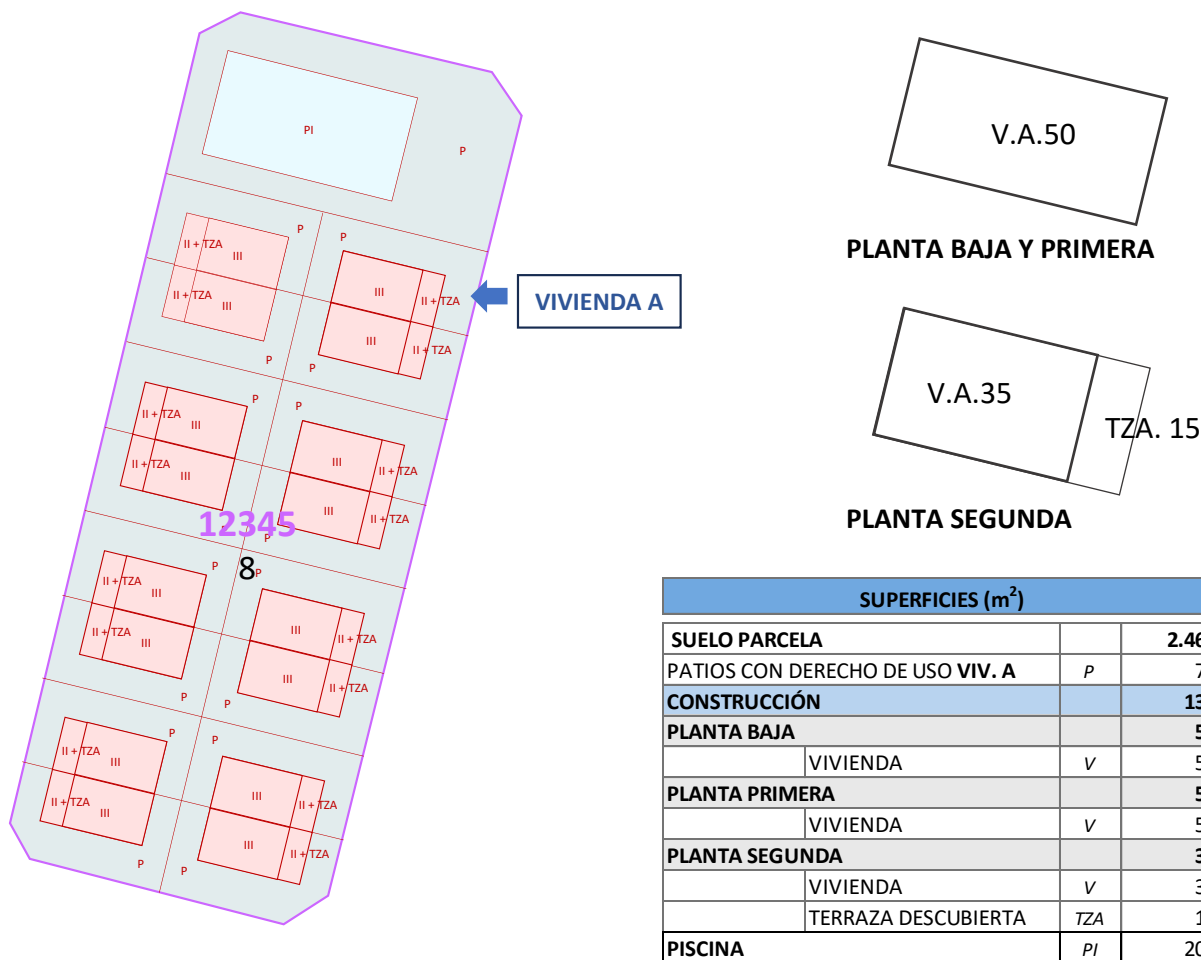 PI
P
P
P
II + TZA
III
III
II + TZA
II + TZA
III
III
II + TZA
P
P
VIVIENDA A
P
P
II + TZA
III
III
II + TZA
II + TZA
III
III
II + TZA
12345
P
8
P
P
II + TZA
III
III
II + TZA
II + TZA
III
III
II + TZA
P
P
P
P
II + TZA
III
III
II + TZA
II + TZA
III
III
II + TZA
P
P
V.A.50
PLANTA BAJA Y PRIMERA
V.A.35
TZA. 15
PLANTA SEGUNDA
SUPERFICIES (m²)
SUELO PARCELA
PATIOS CON DERECHO DE USO VIV. A P
CONSTRUCCIÓN
PLANTA BAJA
VIVIENDA V
PLANTA PRIMERA
VIVIENDA V
PLANTA SEGUNDA
VIVIENDA V
TERRAZA DESCUBIERTA TZA
PISCINA PI